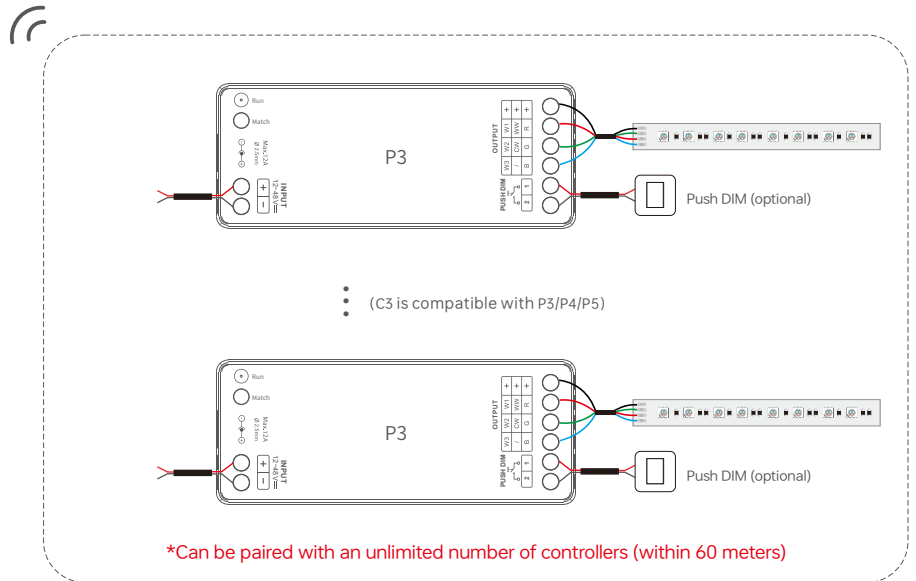 Run
Match
Max.12A
Ø 2.5mm
+
−
INPUT
12-48V
P3
OUTPUT
+ + +
W1 WW R
W2 CW G
W3 / B
PUSH DIM
1
2
Push DIM (optional)
(C3 is compatible with P3/P4/P5)
Run
Match
Max.12A
Ø 2.5mm
+
−
INPUT
12-48V
P3
OUTPUT
+ + +
W1 WW R
W2 CW G
W3 / B
PUSH DIM
1
2
Push DIM (optional)
*Can be paired with an unlimited number of controllers (within 60 meters)